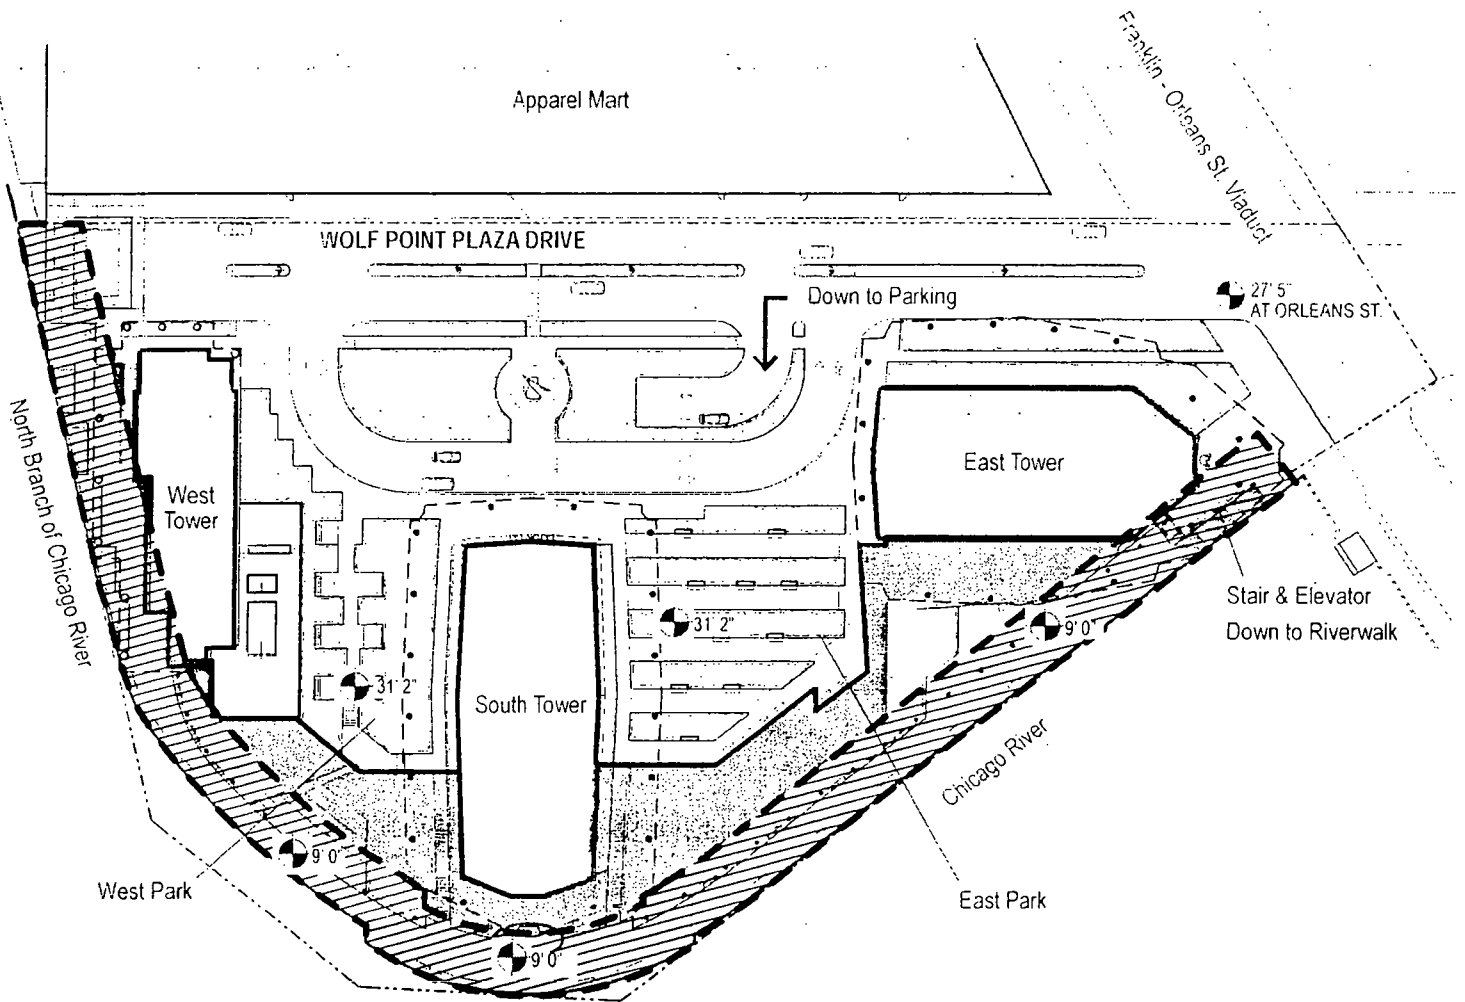 Franklin - Orleans St. Viaduct
Apparel Mart
WOLF POINT PLAZA DRIVE
Down to Parking
27' 5"
AT ORLEANS ST.
North Branch of Chicago River
West
Tower
East Tower
Stair & Elevator
Down to Riverwalk
31' 2"
9' 0"
31' 2"
South Tower
Chicago River
9' 0"
West Park
East Park
9' 0"